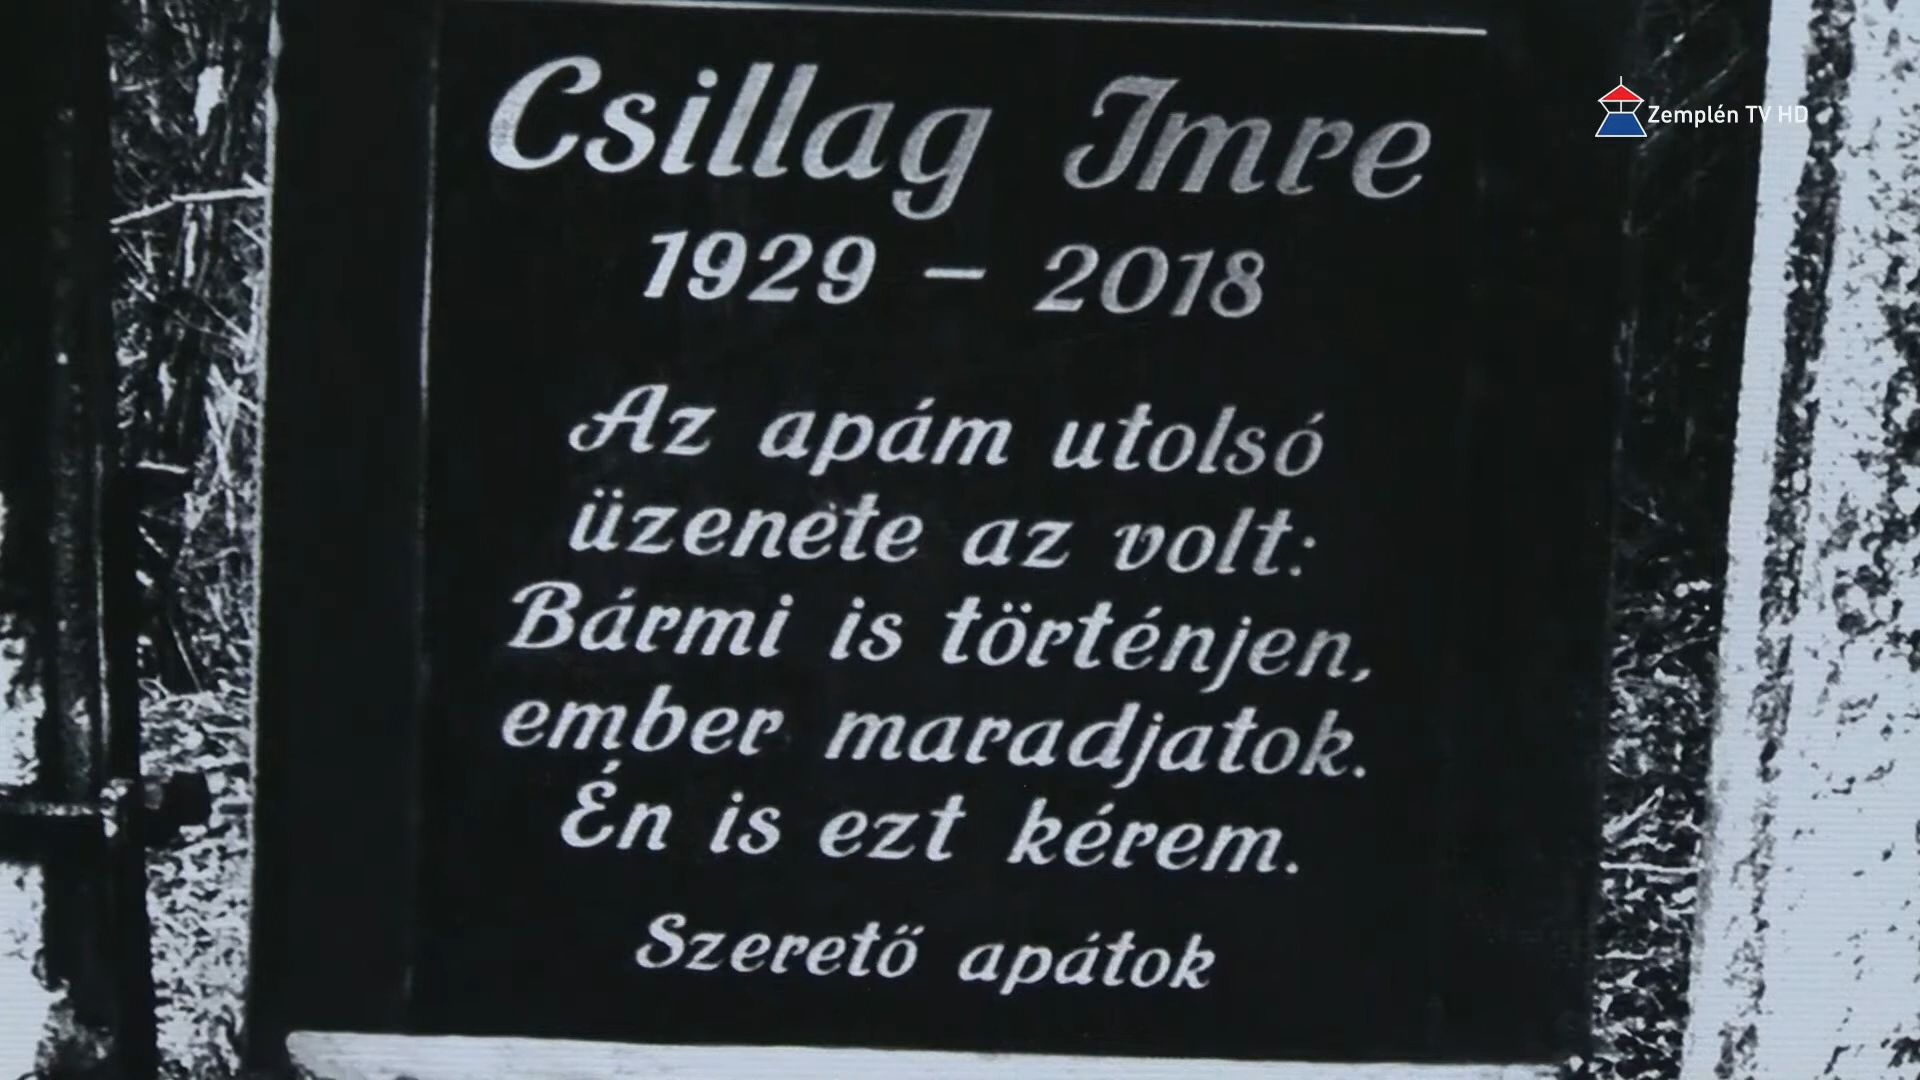 Csillag Imre
Zemplén TV HD
1929 – 2018
Az apám utolsó
üzenete az volt:
Bármi is történjen,
ember maradjatok.
Én is ezt kérem.
Szerető apátok